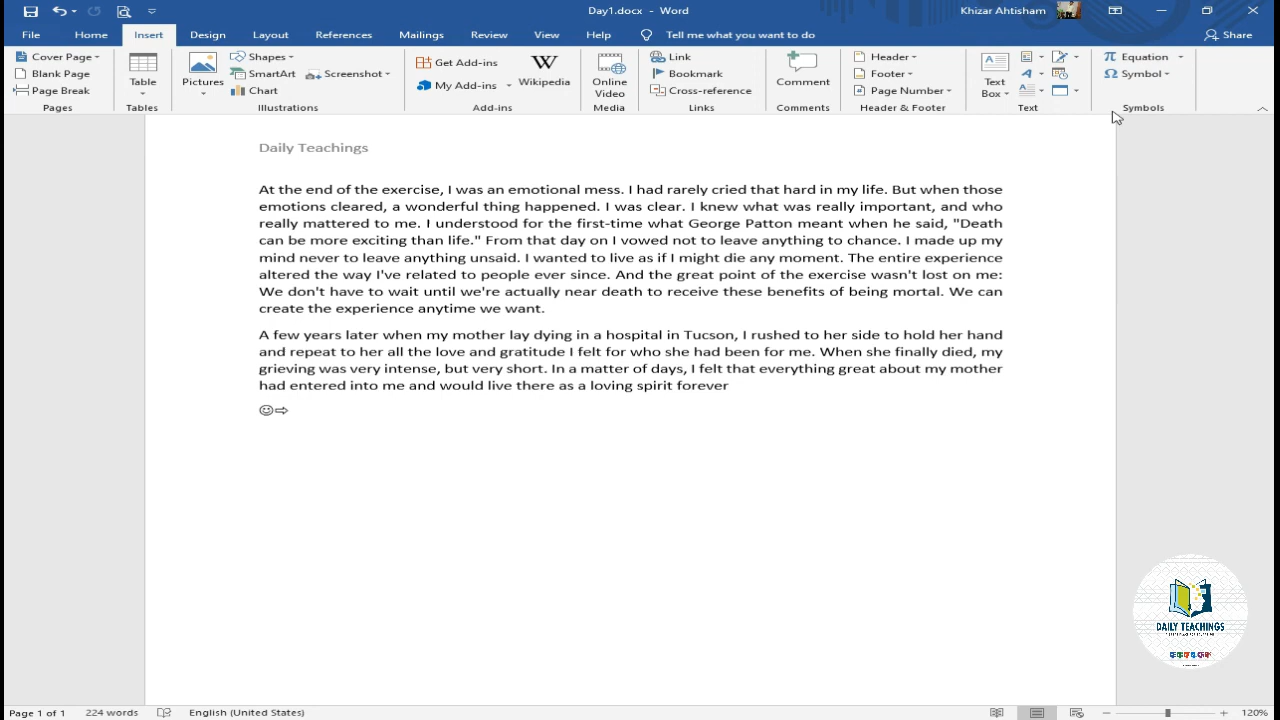 Day1.docx - Word
Khizar Ahtisham
File Home Insert Design Layout References Mailings Review View Help Tell me what you want to do Share
Cover Page
Blank Page
Page Break
Pages
Table
Tables
Pictures
Shapes
SmartArt
Chart
Screenshot
Illustrations
Get Add-ins
My Add-ins
W
Wikipedia
Add-ins
Online
Video
Media
Link
Bookmark
Cross-reference
Links
Comment
Comments
Header
Footer
Page Number
Header & Footer
Text
Box
Text
π Equation
Ω Symbol
Symbols
Daily Teachings
At the end of the exercise, I was an emotional mess. I had rarely cried that hard in my life. But when those
emotions cleared, a wonderful thing happened. I was clear. I knew what was really important, and who
really mattered to me. I understood for the first-time what George Patton meant when he said, "Death
can be more exciting than life." From that day on I vowed not to leave anything to chance. I made up my
mind never to leave anything unsaid. I wanted to live as if I might die any moment. The entire experience
altered the way I've related to people ever since. And the great point of the exercise wasn't lost on me:
We don't have to wait until we're actually near death to receive these benefits of being mortal. We can
create the experience anytime we want.
A few years later when my mother lay dying in a hospital in Tucson, I rushed to her side to hold her hand
and repeat to her all the love and gratitude I felt for who she had been for me. When she finally died, my
grieving was very intense, but very short. In a matter of days, I felt that everything great about my mother
had entered into me and would live there as a loving spirit forever
☺⇨
DAILY TEACHINGS
Page 1 of 1 224 words English (United States) 120%